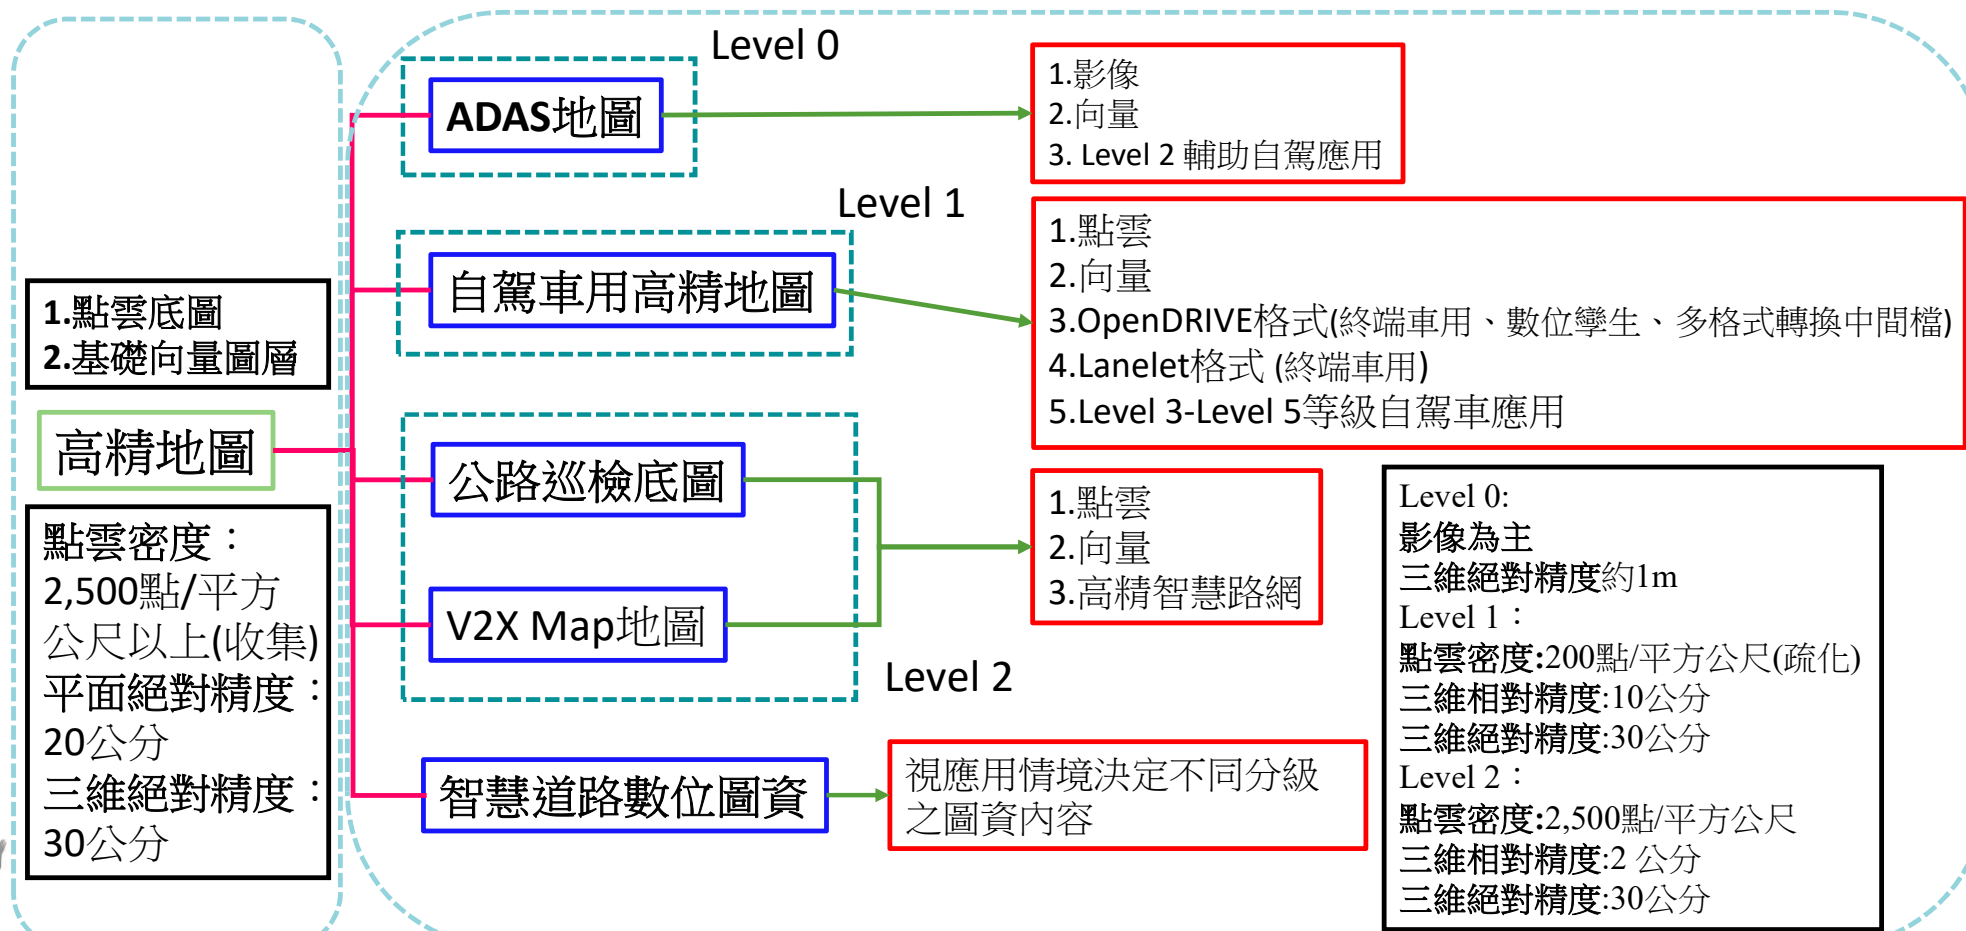 1.點雲底圖
2.基礎向量圖層
高精地圖
點雲密度：
2,500點/平方
公尺以上(收集)
平面絕對精度：
20公分
三維絕對精度：
30公分
Level 0
ADAS地圖
1.影像
2.向量
3. Level 2 輔助自駕應用
Level 1
自駕車用高精地圖
1.點雲
2.向量
3.OpenDRIVE格式(終端車用、數位孿生、多格式轉換中間檔)
4.Lanelet格式 (終端車用)
5.Level 3-Level 5等級自駕車應用
公路巡檢底圖
V2X Map地圖
Level 2
1.點雲
2.向量
3.高精智慧路網
智慧道路數位圖資
視應用情境決定不同分級
之圖資內容
Level 0:
影像為主
三維絕對精度約1m
Level 1：
點雲密度:200點/平方公尺(疏化)
三維相對精度:10公分
三維絕對精度:30公分
Level 2：
點雲密度:2,500點/平方公尺
三維相對精度:2 公分
三維絕對精度:30公分